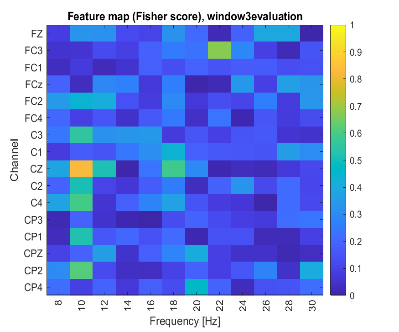 Feature map (Fisher score), window3evaluation
Channel
FZ
FC3
FC1
FCz
FC2
FC4
C3
C1
CZ
C2
C4
CP3
CP1
CPZ
CP2
CP4
8 10 12 14 16 18 20 22 24 26 28 30
Frequency [Hz]
1
0.9
0.8
0.7
0.6
0.5
0.4
0.3
0.2
0.1
0